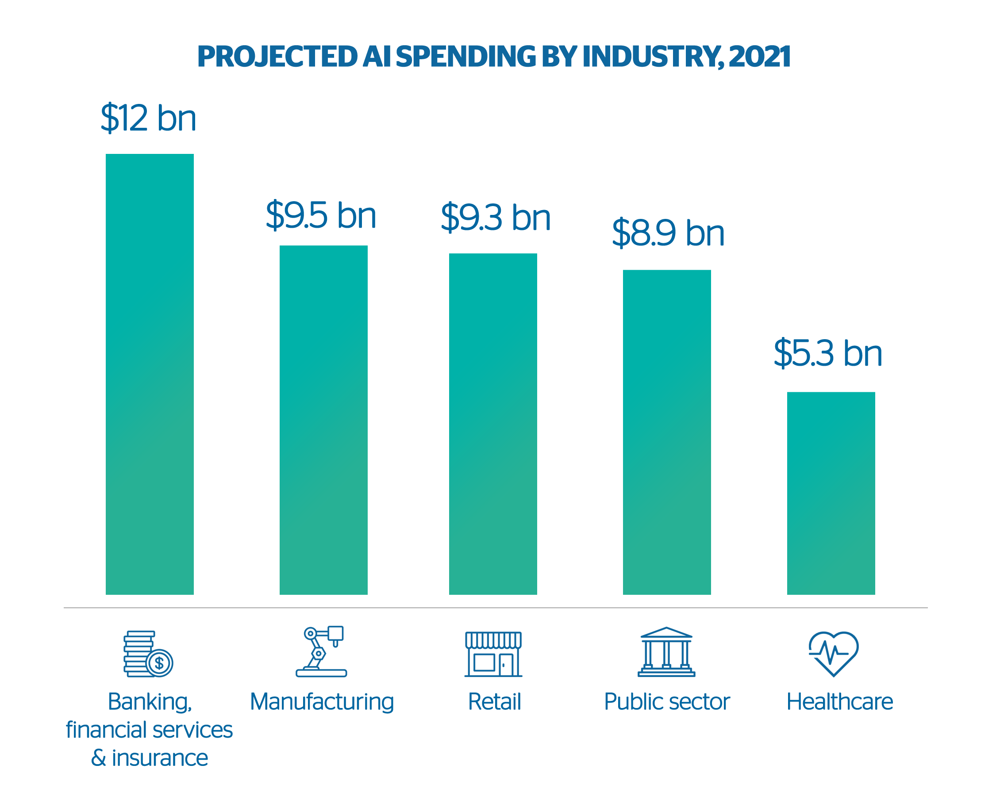 PROJECTED AI SPENDING BY INDUSTRY, 2021
$12 bn
$9.5 bn
$9.3 bn
$8.9 bn
$5.3 bn
Banking,
financial services
& insurance
Manufacturing
Retail
Public sector
Healthcare